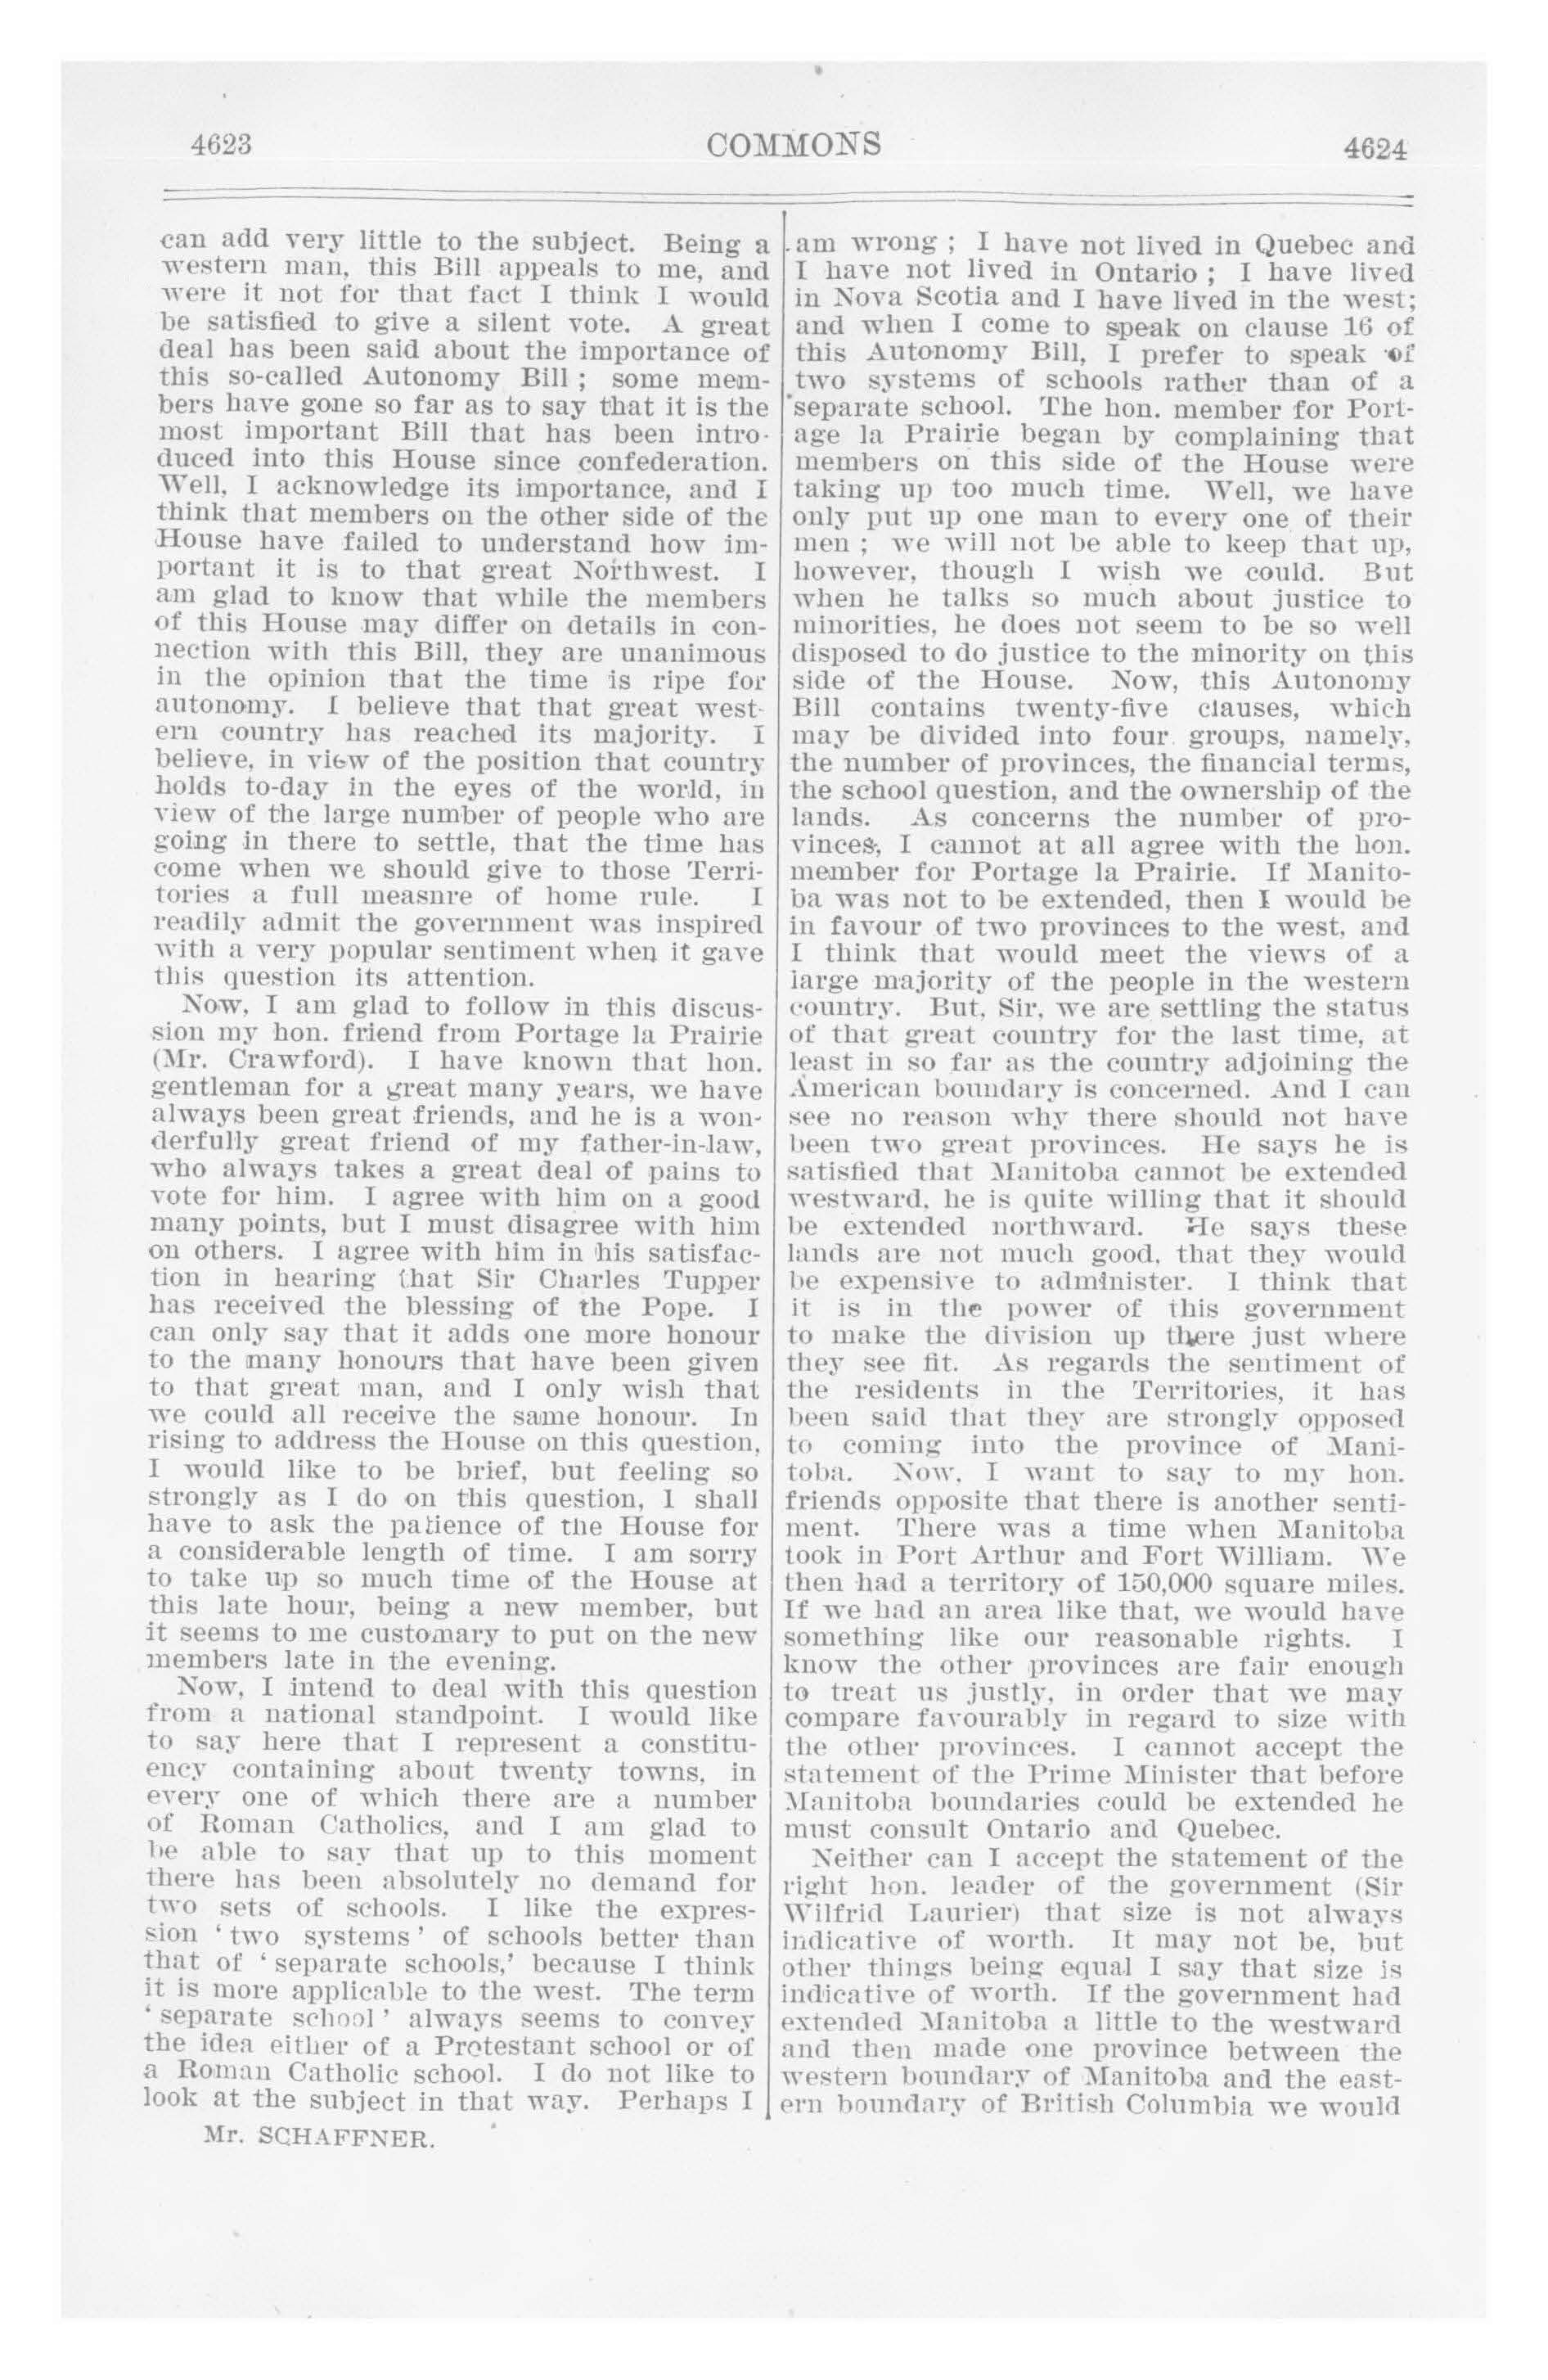 4623
COMMONS
4624
can add very little to the subject. Being a
western man, this Bill appeals to me, and
were it not for that fact I think I would
be satisfied to give a silent vote. A great
deal has been said about the importance of
this so-called Autonomy Bill ; some mem-
bers have gone so far as to say that it is the
most important Bill that has been intro-
duced into this House since confederation.
Well, I acknowledge its importance, and I
think that members on the other side of the
House have failed to understand how im-
portant it is to that great Northwest. I
am glad to know that while the members
of this House may differ on details in con-
nection with this Bill, they are unanimous
in the opinion that the time is ripe for
autonomy. I believe that that great west-
ern country has reached its majority. I
believe, in view of the position that country
holds to-day in the eyes of the world, in
view of the large number of people who are
going in there to settle, that the time has
come when we should give to those Terri-
tories a full measure of home rule. I
readily admit the government was inspired
with a very popular sentiment when it gave
this question its attention.
Now, I am glad to follow in this discus-
sion my hon. friend from Portage la Prairie
(Mr. Crawford). I have known that hon.
gentleman for a great many years, we have
always been great friends, and he is a won-
derfully great friend of my father-in-law,
who always takes a great deal of pains to
vote for him. I agree with him on a good
many points, but I must disagree with him
on others. I agree with him in his satisfac-
tion in hearing that Sir Charles Tupper
has received the blessing of the Pope. I
can only say that it adds one more honour
to the many honours that have been given
to that great man, and I only wish that
we could all receive the same honour. In
rising to address the House on this question,
I would like to be brief, but feeling so
strongly as I do on this question, I shall
have to ask the patience of the House for
a considerable length of time. I am sorry
to take up so much time of the House at
this late hour, being a new member, but
it seems to me customary to put on the new
members late in the evening.
Now, I intend to deal with this question
from a national standpoint. I would like
to say here that I represent a constitu-
ency containing about twenty towns, in
every one of which there are a number
of Roman Catholics, and I am glad to
be able to say that up to this moment
there has been absolutely no demand for
two sets of schools. I like the expres-
sion ' two systems ' of schools better than
that of ' separate schools,' because I think
it is more applicable to the west. The term
' separate school ' always seems to convey
the idea either of a Protestant school or of
a Roman Catholic school. I do not like to
look at the subject in that way. Perhaps I
Mr. SCHAFFNER.
am wrong ; I have not lived in Quebec and
I have not lived in Ontario ; I have lived
in Nova Scotia and I have lived in the west;
and when I come to speak on clause 16 of
this Autonomy Bill, I prefer to speak of
two systems of schools rather than of a
separate school. The hon. member for Port-
age la Prairie began by complaining that
members on this side of the House were
taking up too much time. Well, we have
only put up one man to every one of their
men ; we will not be able to keep that up,
however, though I wish we could. But
when he talks so much about justice to
minorities, he does not seem to be so well
disposed to do justice to the minority on this
side of the House. Now, this Autonomy
Bill contains twenty-five clauses, which
may be divided into four groups, namely,
the number of provinces, the financial terms,
the school question, and the ownership of the
lands. As concerns the number of pro-
vinces, I cannot at all agree with the hon.
member for Portage la Prairie. If Manito-
ba was not to be extended, then I would be
in favour of two provinces to the west, and
I think that would meet the views of a
large majority of the people in the western
country. But, Sir, we are settling the status
of that great country for the last time, at
least in so far as the country adjoining the
American boundary is concerned. And I can
see no reason why there should not have
been two great provinces. He says he is
satisfied that Manitoba cannot be extended
westward, he is quite willing that it should
be extended northward. He says these
lands are not much good, that they would
be expensive to administer. I think that
it is in the power of this government
to make the division up there just where
they see fit. As regards the sentiment of
the residents in the Territories, it has
been said that they are strongly opposed
to coming into the province of Mani-
toba. Now, I want to say to my hon.
friends opposite that there is another senti-
ment. There was a time when Manitoba
took in Port Arthur and Fort William. We
then had a territory of 150,000 square miles.
If we had an area like that, we would have
something like our reasonable rights. I
know the other provinces are fair enough
to treat us justly, in order that we may
compare favourably in regard to size with
the other provinces. I cannot accept the
statement of the Prime Minister that before
Manitoba boundaries could be extended he
must consult Ontario and Quebec.
Neither can I accept the statement of the
right hon. leader of the government (Sir
Wilfrid Laurier) that size is not always
indicative of worth. It may not be, but
other things being equal I say that size is
indicative of worth. If the government had
extended Manitoba a little to the westward
and then made one province between the
western boundary of Manitoba and the east-
ern boundary of British Columbia we would